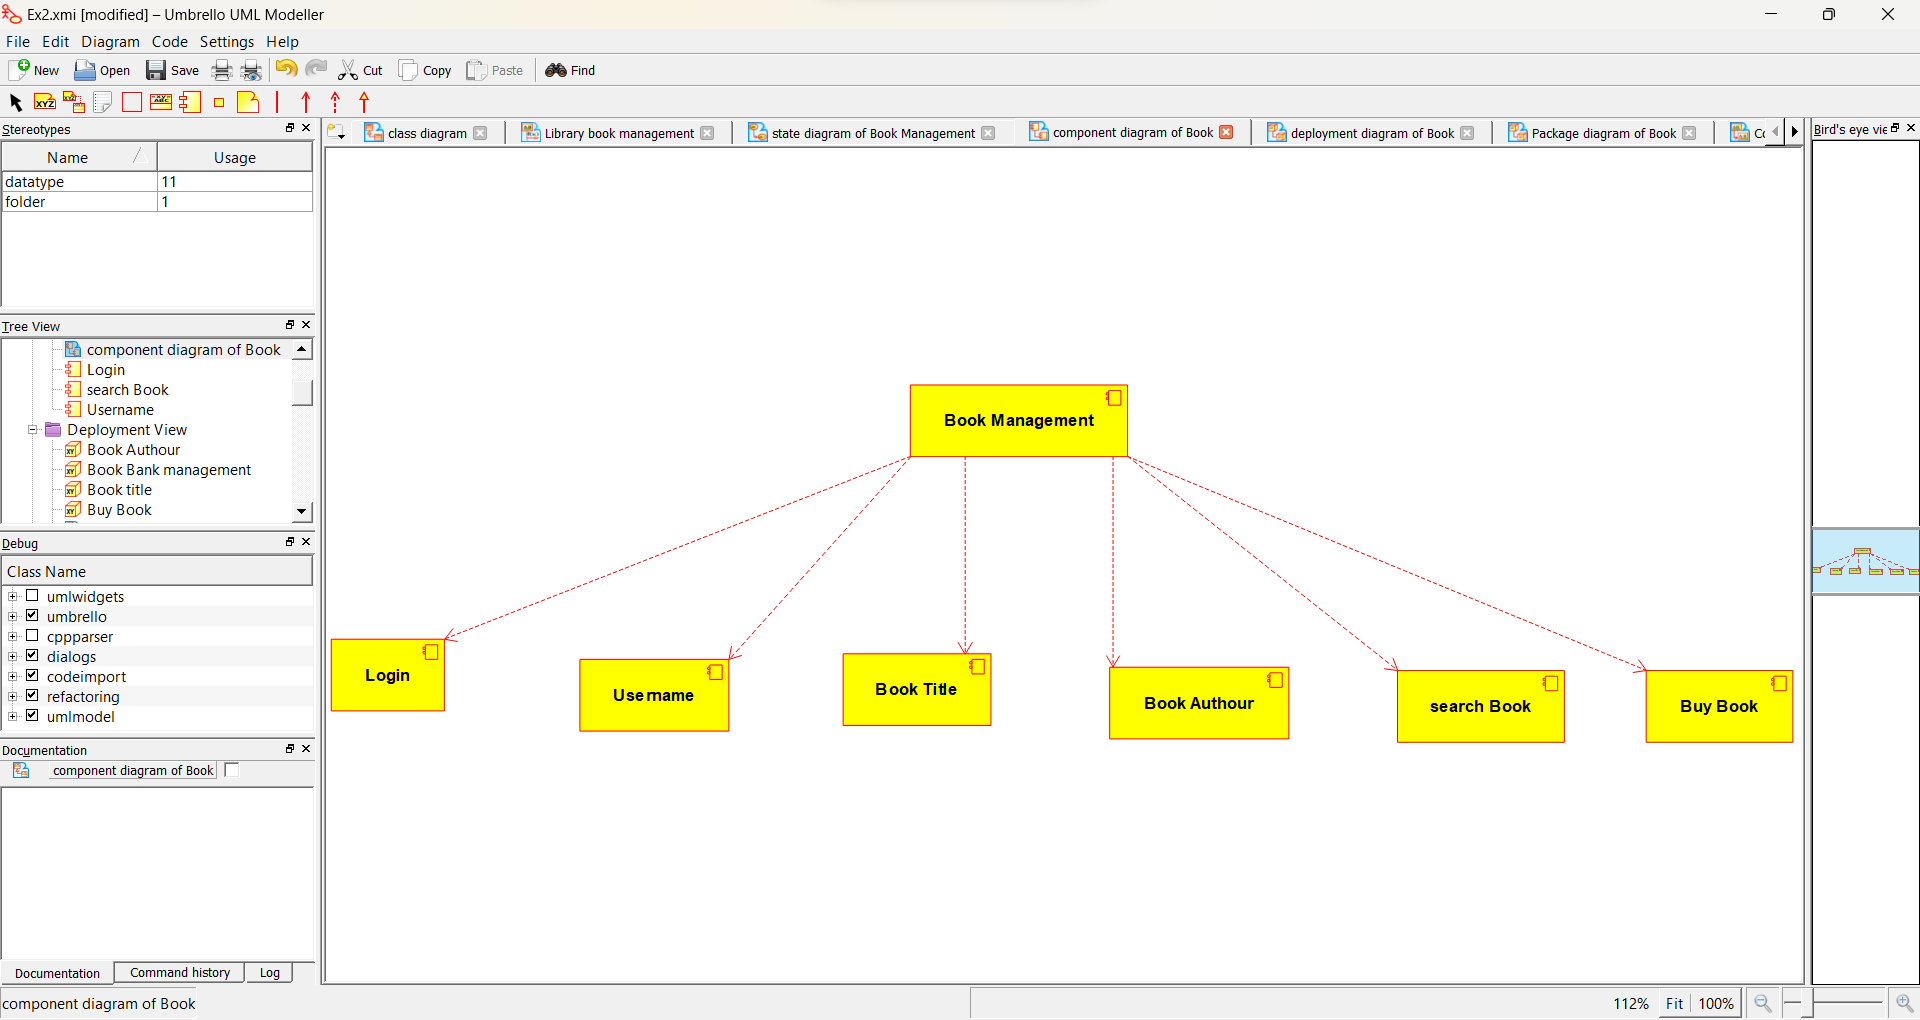 Ex2.xmi [modified] – Umbrello UML Modeller
File Edit Diagram Code Settings Help
New Open Save Cut Copy Paste Find
Stereotypes
Name Usage
datatype 11
folder 1
Tree View
component diagram of Book
Login
search Book
Username
Deployment View
Book Authour
Book Bank management
Book title
Buy Book
Debug
Class Name
umlwidgets
umbrello
cppparser
dialogs
codeimport
refactoring
umlmodel
Documentation
component diagram of Book
Documentation Command history Log
component diagram of Book
class diagram Library book management state diagram of Book Management component diagram of Book deployment diagram of Book Package diagram of Book
Book Management
Login
Username
Book Title
Book Authour
search Book
Buy Book
Bird's eye vie
112% Fit 100%